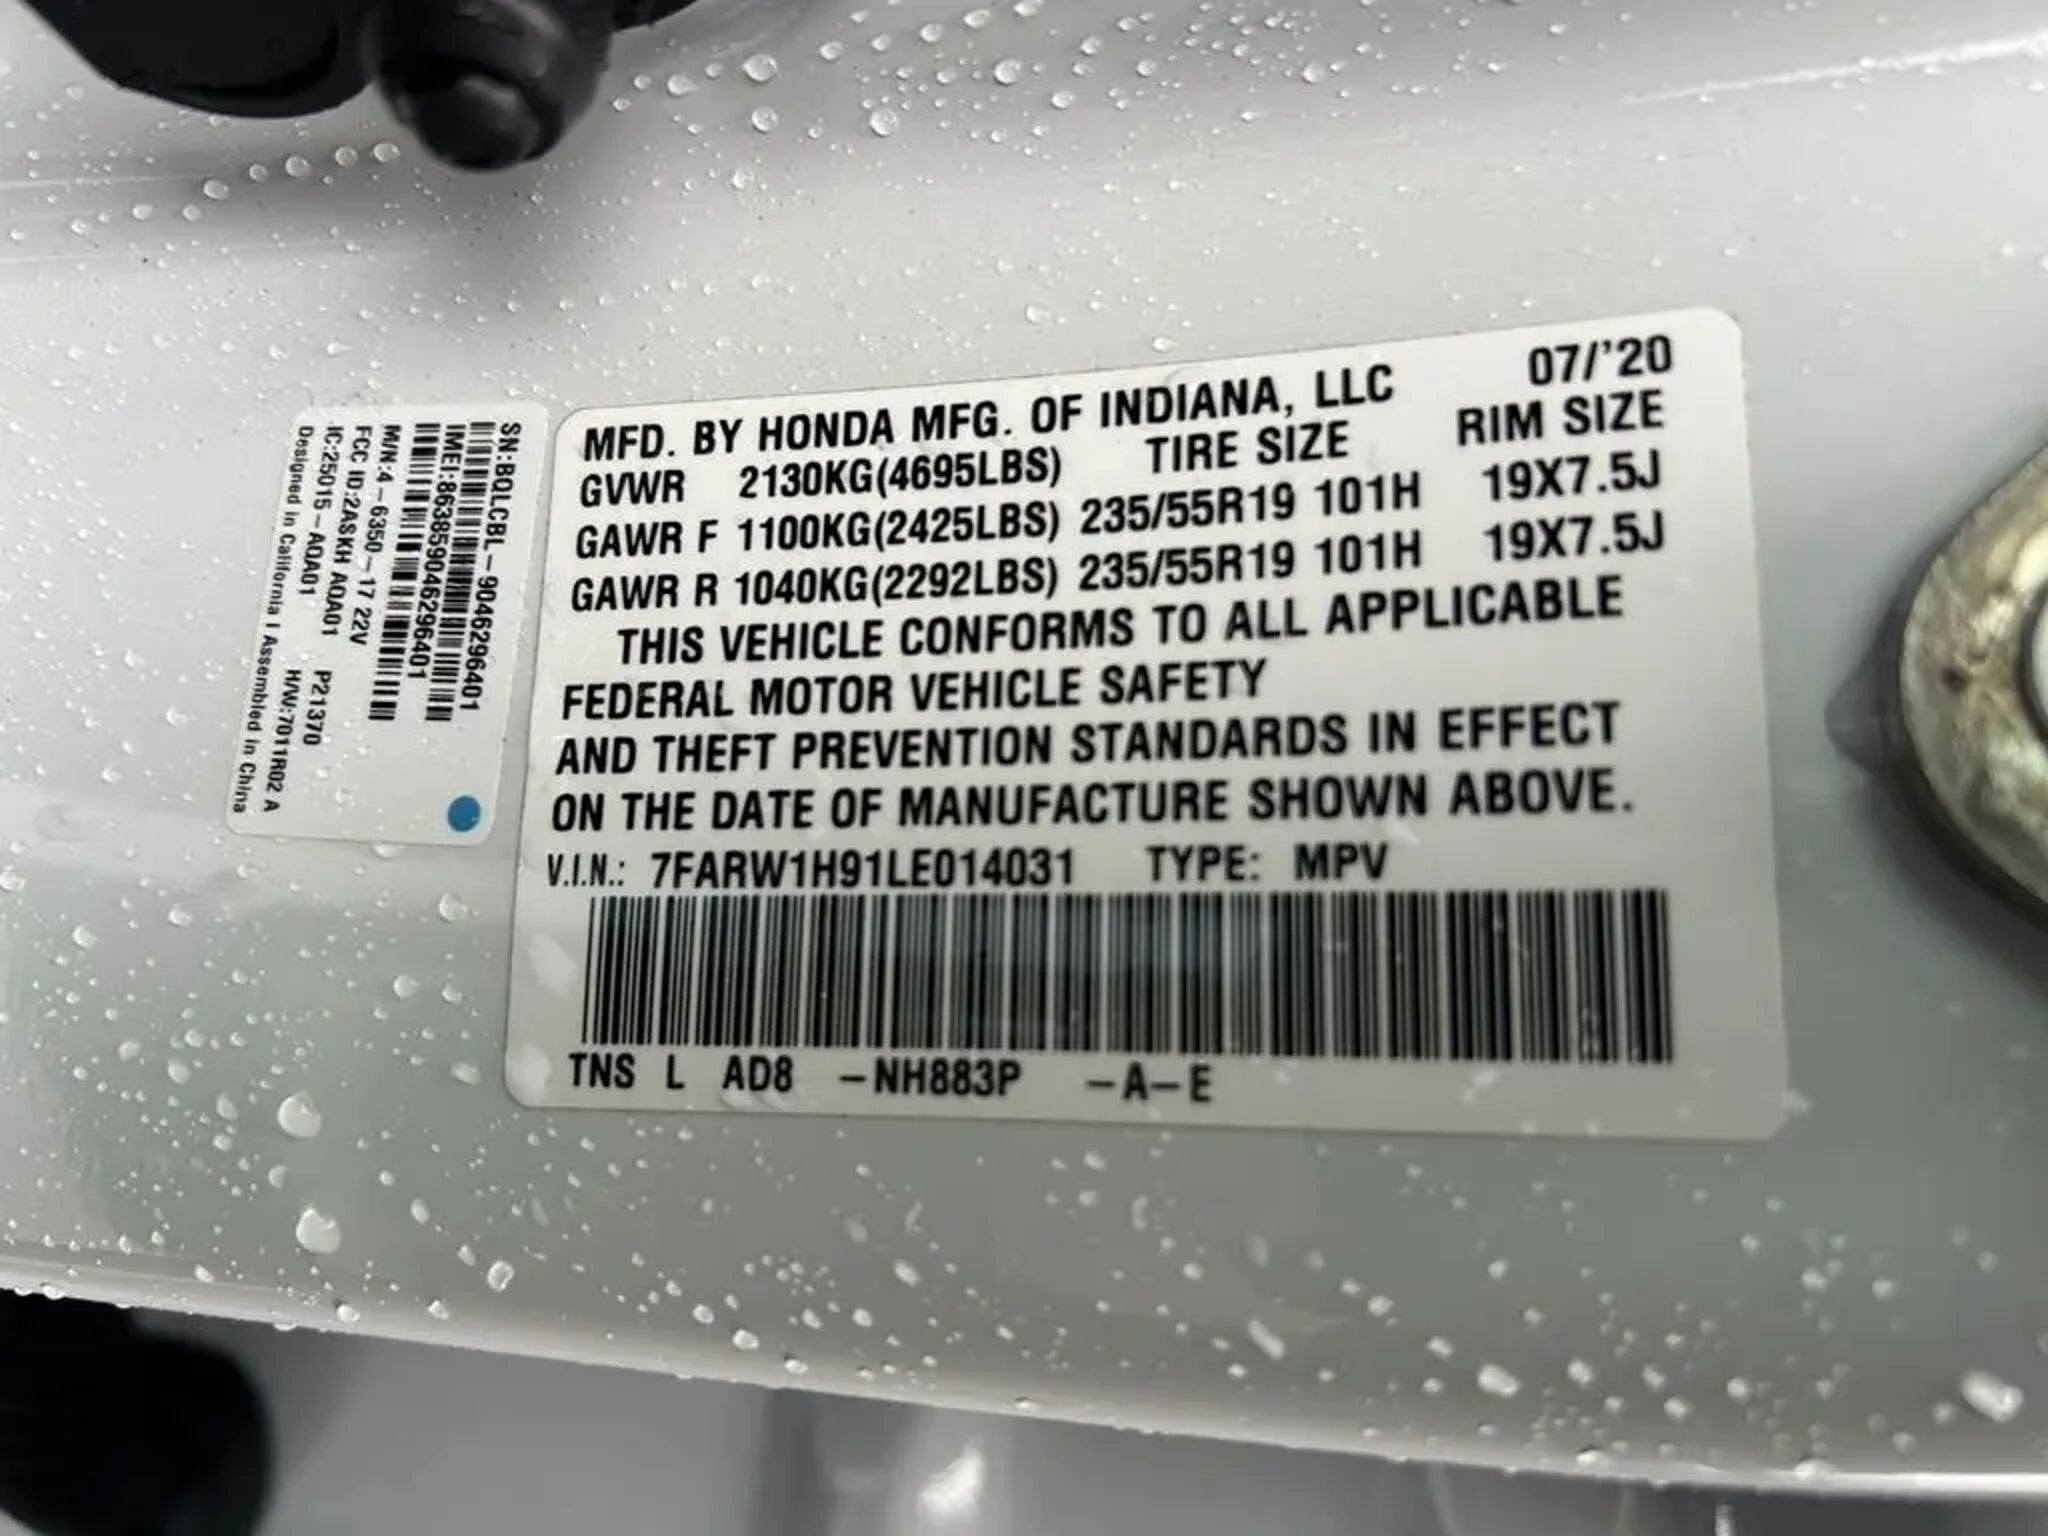 SN:BQLCBL-9046296401
IMEI:863859046296401
M/N:4-6350-17 22V
FCC ID:2ASKH AQA01 P21370
IC:25015-AQA01 H/W:7011R02 A
Designed in California I Assembled in China
MFD. BY HONDA MFG. OF INDIANA, LLC 07/'20
GVWR 2130KG(4695LBS) TIRE SIZE RIM SIZE
GAWR F 1100KG(2425LBS) 235/55R19 101H 19X7.5J
GAWR R 1040KG(2292LBS) 235/55R19 101H 19X7.5J
THIS VEHICLE CONFORMS TO ALL APPLICABLE
FEDERAL MOTOR VEHICLE SAFETY
AND THEFT PREVENTION STANDARDS IN EFFECT
ON THE DATE OF MANUFACTURE SHOWN ABOVE.
V.I.N.: 7FARW1H91LE014031 TYPE: MPV
TNS L AD8 -NH883P -A-E